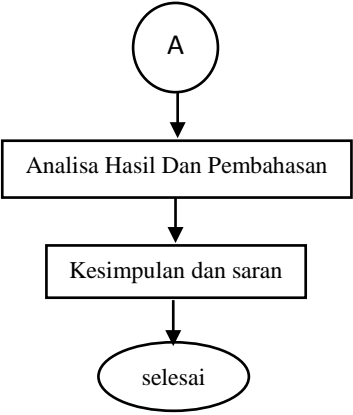 A
Analisa Hasil Dan Pembahasan
Kesimpulan dan saran
selesai